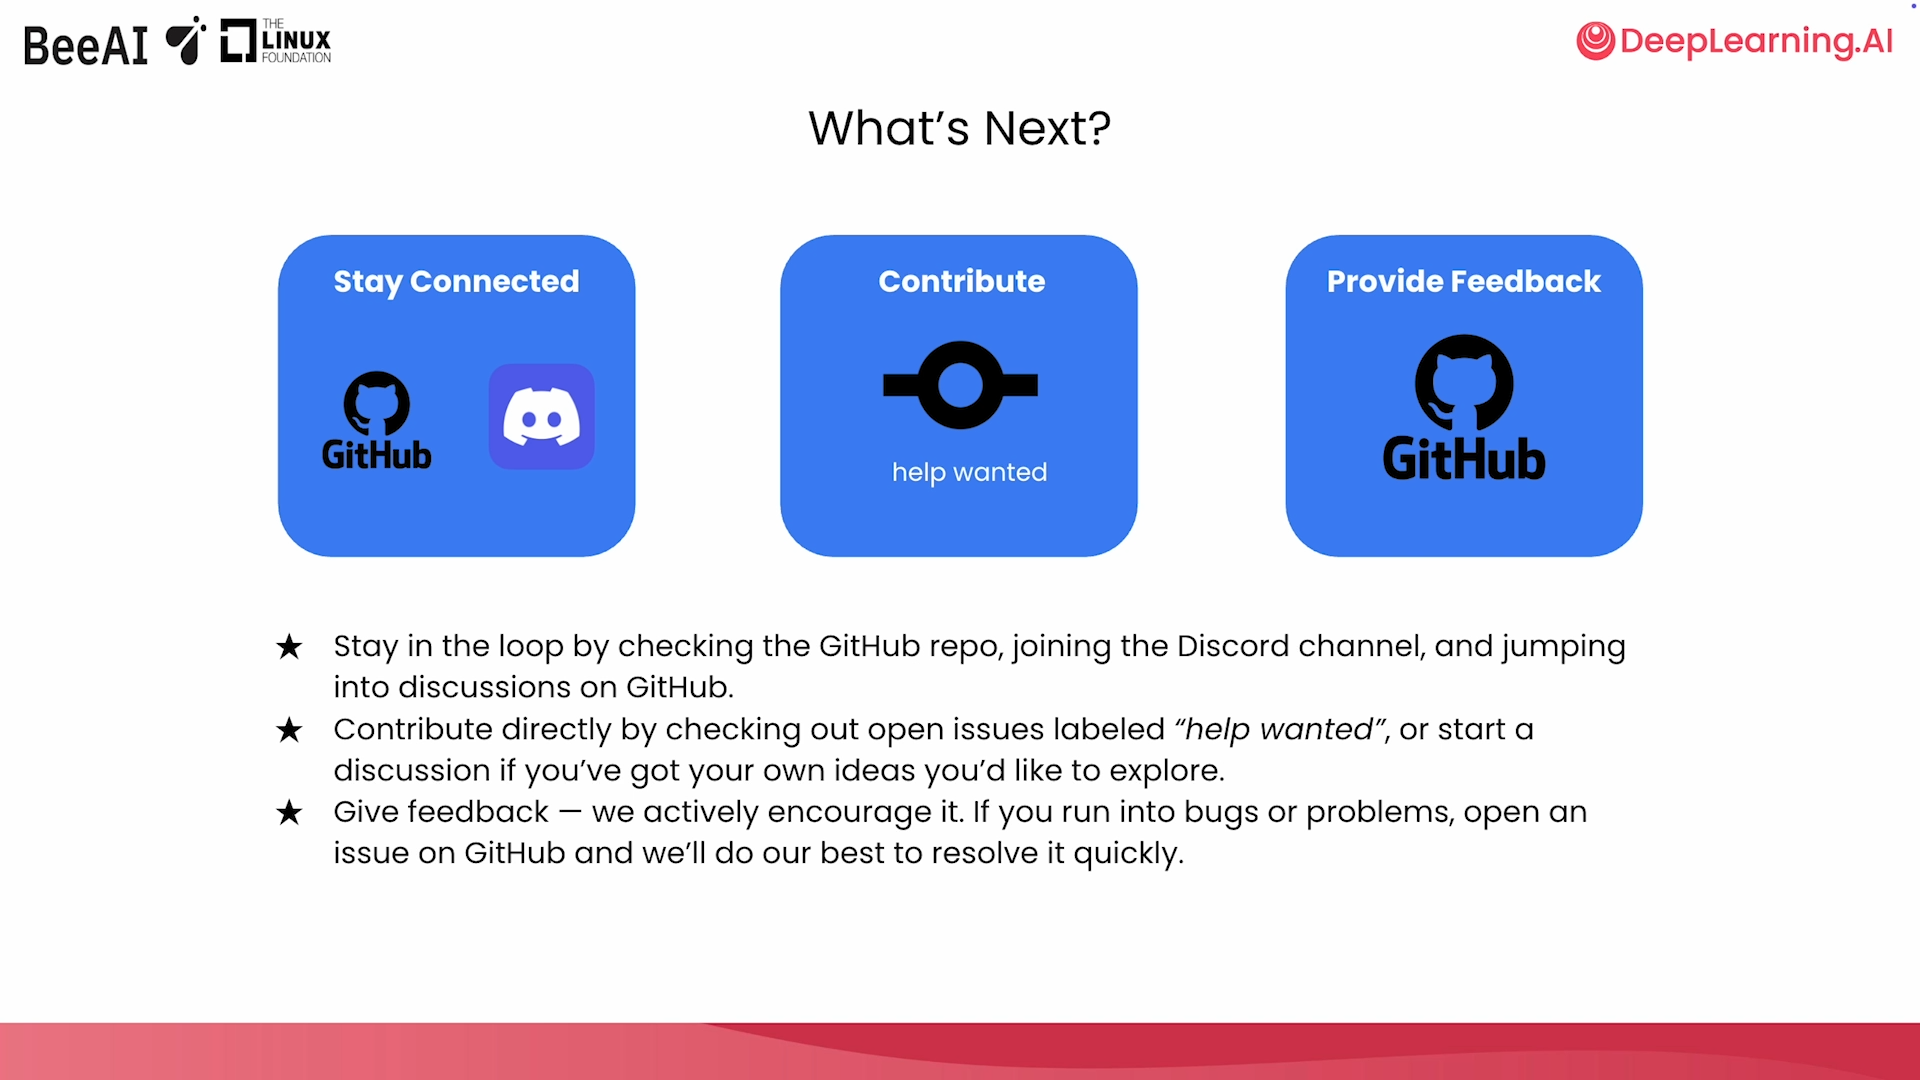 BeeAI
THE
LINUX
FOUNDATION
DeepLearning.AI
What’s Next?
Stay Connected
GitHub
Contribute
help wanted
Provide Feedback
GitHub
★ Stay in the loop by checking the GitHub repo, joining the Discord channel, and jumping
into discussions on GitHub.
★ Contribute directly by checking out open issues labeled “help wanted”, or start a
discussion if you’ve got your own ideas you’d like to explore.
★ Give feedback — we actively encourage it. If you run into bugs or problems, open an
issue on GitHub and we’ll do our best to resolve it quickly.